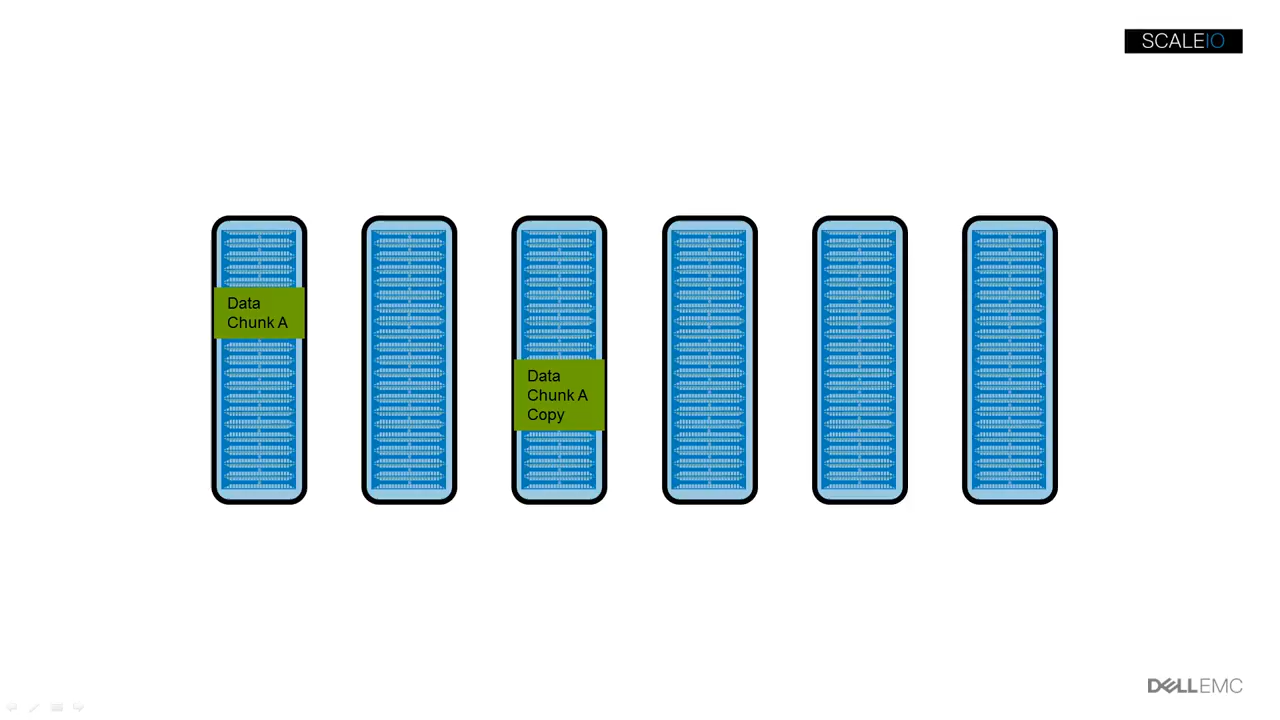 SCALEIO
Data
Chunk A
Data
Chunk A
Copy
DELLEMC